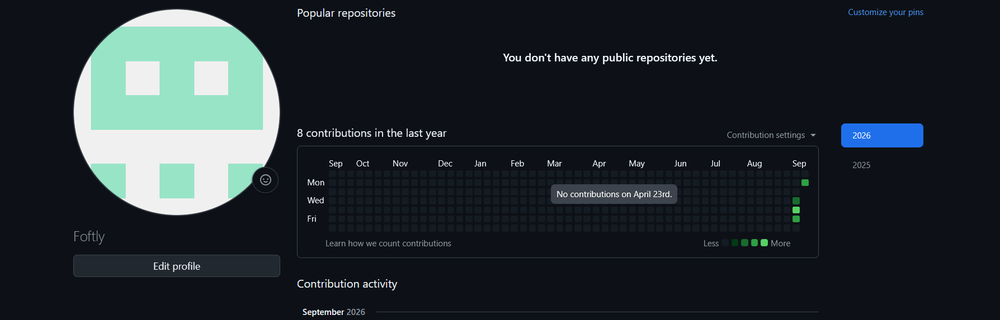 Popular repositories
Customize your pins
You don't have any public repositories yet.
8 contributions in the last year
Contribution settings
2026
2025
Sep Oct Nov Dec Jan Feb Mar Apr May Jun Jul Aug Sep
Mon
No contributions on April 23rd.
Wed
Fri
Learn how we count contributions
Less More
Foftly
Edit profile
Contribution activity
September 2026